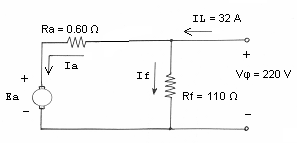 IL = 32 A
Ra = 0.60 Ω
+
Ia
If
+
Vφ = 220 V
Ea
Rf = 110 Ω
-
-